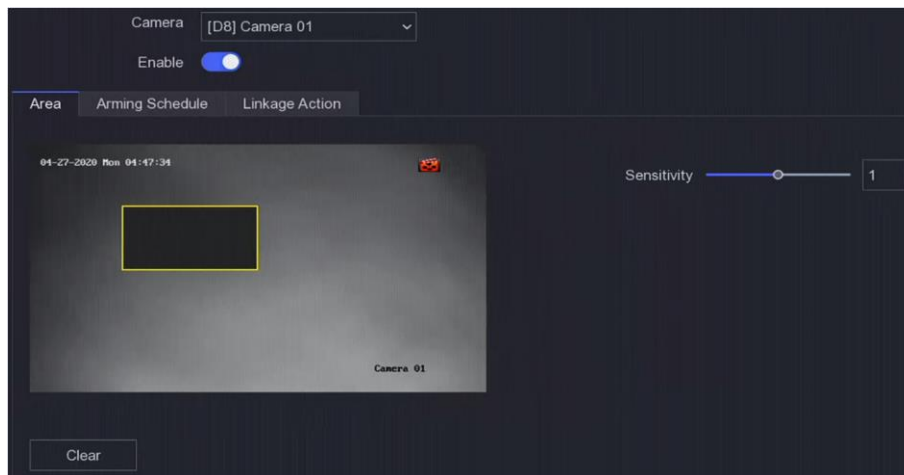 Camera [D8] Camera 01
Enable
Area Arming Schedule Linkage Action
04-27-2020 Mon 04:47:34
Sensitivity 1
Camera 01
Clear